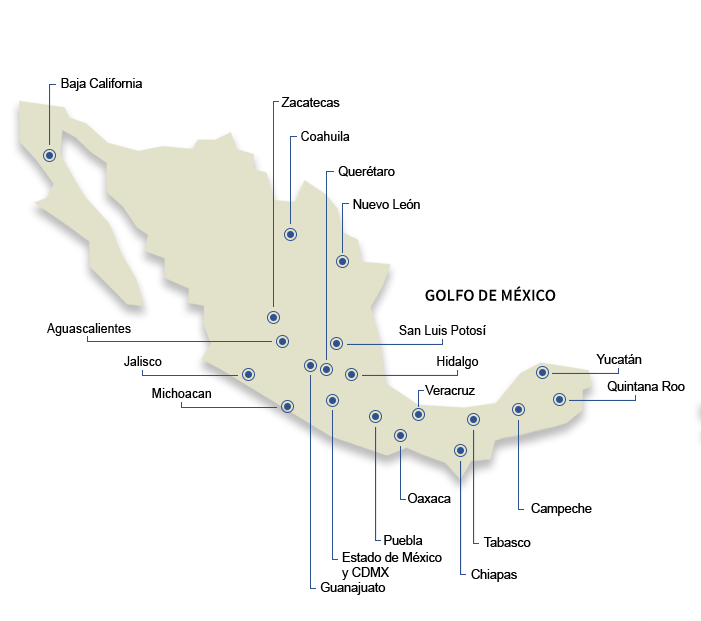 Baja California
Zacatecas
Coahuila
Querétaro
Nuevo León
GOLFO DE MÉXICO
Aguascalientes
San Luis Potosí
Jalisco
Hidalgo
Yucatán
Michoacan
Veracruz
Quintana Roo
Oaxaca
Campeche
Puebla
Tabasco
Estado de México
y CDMX
Chiapas
Guanajuato